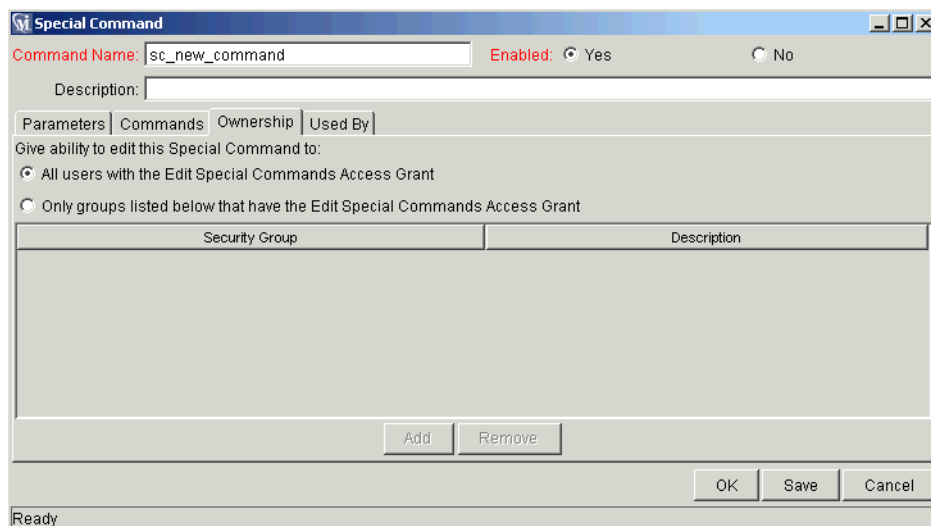 Special Command
Command Name: sc_new_command Enabled: Yes No
Description:
Parameters Commands Ownership Used By
Give ability to edit this Special Command to:
All users with the Edit Special Commands Access Grant
Only groups listed below that have the Edit Special Commands Access Grant
Security Group Description
Add Remove
OK Save Cancel
Ready